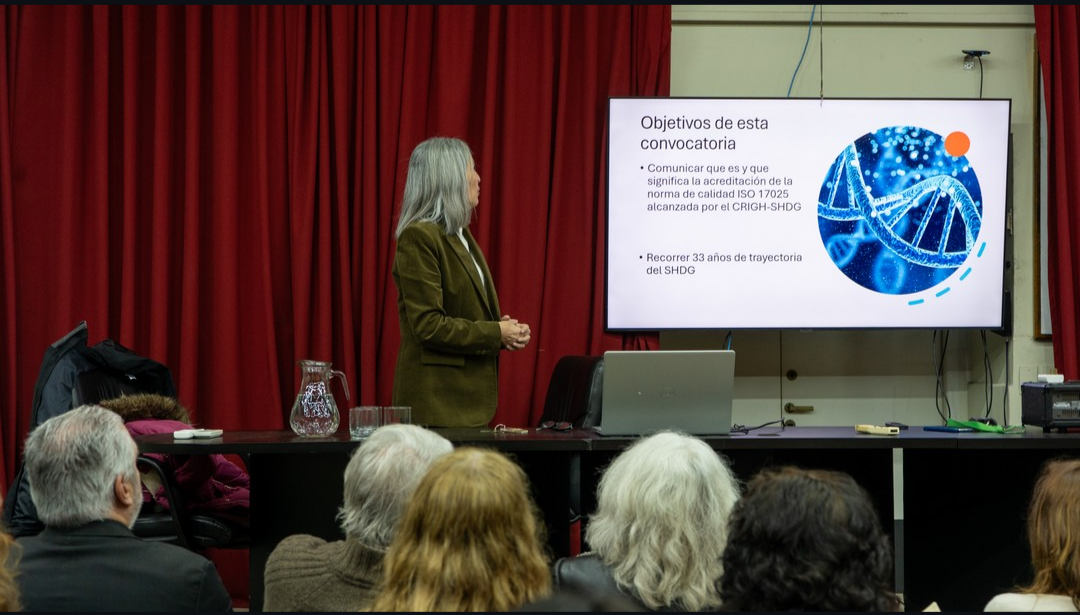 Objetivos de esta
convocatoria
• Comunicar que es y que
significa la acreditación de la
norma de calidad ISO 17025
alcanzada por el CRIGH-SHDG
• Recorrer 33 años de trayectoria
del SHDG